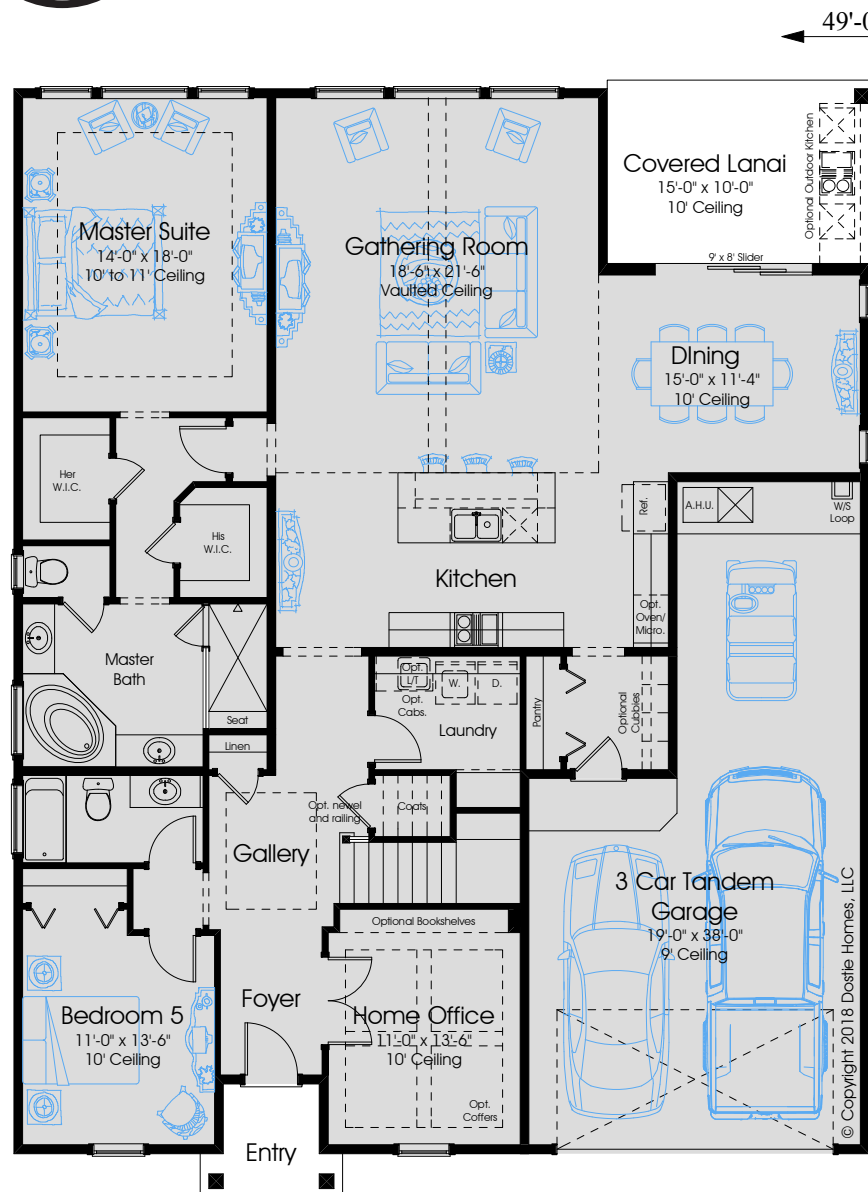 49'-0
Covered Lanai
15'-0" x 10'-0"
10' Ceiling
Optional Outdoor Kitchen
9' x 8' Slider
Master Suite
14'-0" x 18'-0"
10' to 11' Ceiling
Gathering Room
18'-6" x 21'-6"
Vaulted Ceiling
DIning
15'-0" x 11'-4"
10' Ceiling
Her
W.I.C.
His
W.I.C.
Ref.
A.H.U.
W/S
Loop
Kitchen
Opt.
Oven/
Micro.
Master
Bath
Seat
Linen
Opt.
L/T
W.
D.
Opt.
Cabs.
Laundry
Pantry
Optional
Cubbies
Opt. newel
and railing
Coats
Gallery
3 Car Tandem
Garage
19'-0" x 38'-0"
9' Ceiling
Optional Bookshelves
Bedroom 5
11'-0" x 13'-6"
10' Ceiling
Foyer
Home Office
11'-0" x 13'-6"
10' Ceiling
Opt.
Coffers
Entry
© Copyright 2018 Dostie Homes, LLC